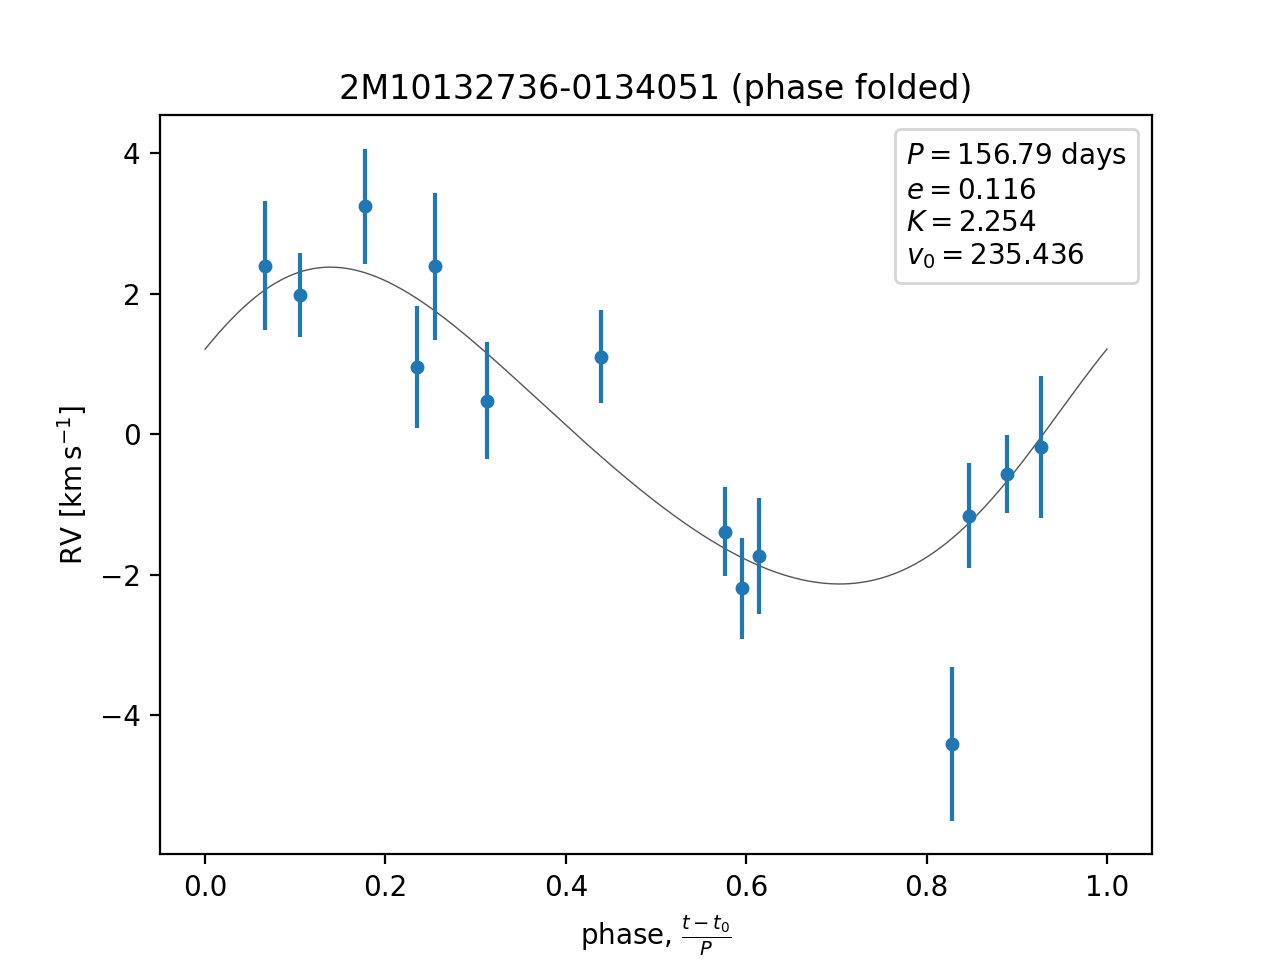 2M10132736-0134051 (phase folded)
P = 156.79 days
e = 0.116
K = 2.254
v₀ = 235.436
4
2
0
−2
−4
RV [km s⁻¹]
0.0 0.2 0.4 0.6 0.8 1.0
phase, (t − t₀)/P